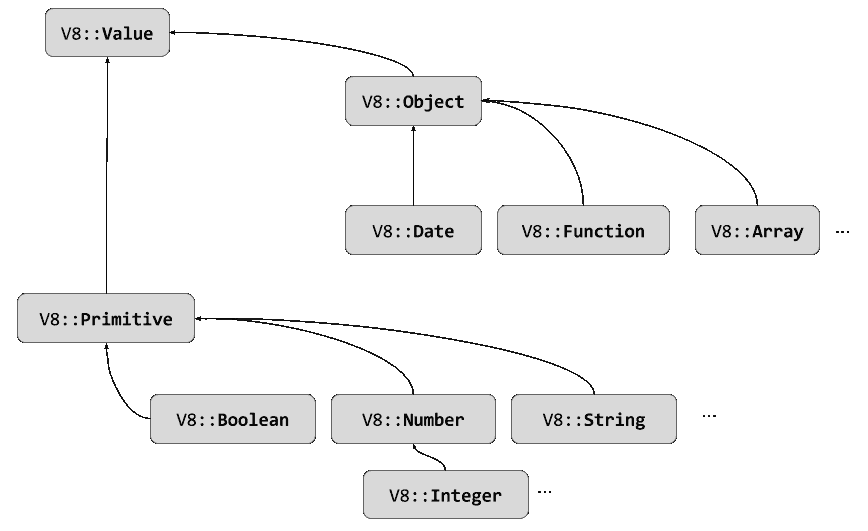 V8::Value
V8::Object
V8::Date
V8::Function
V8::Array
...
V8::Primitive
V8::Boolean
V8::Number
V8::String
...
V8::Integer
...